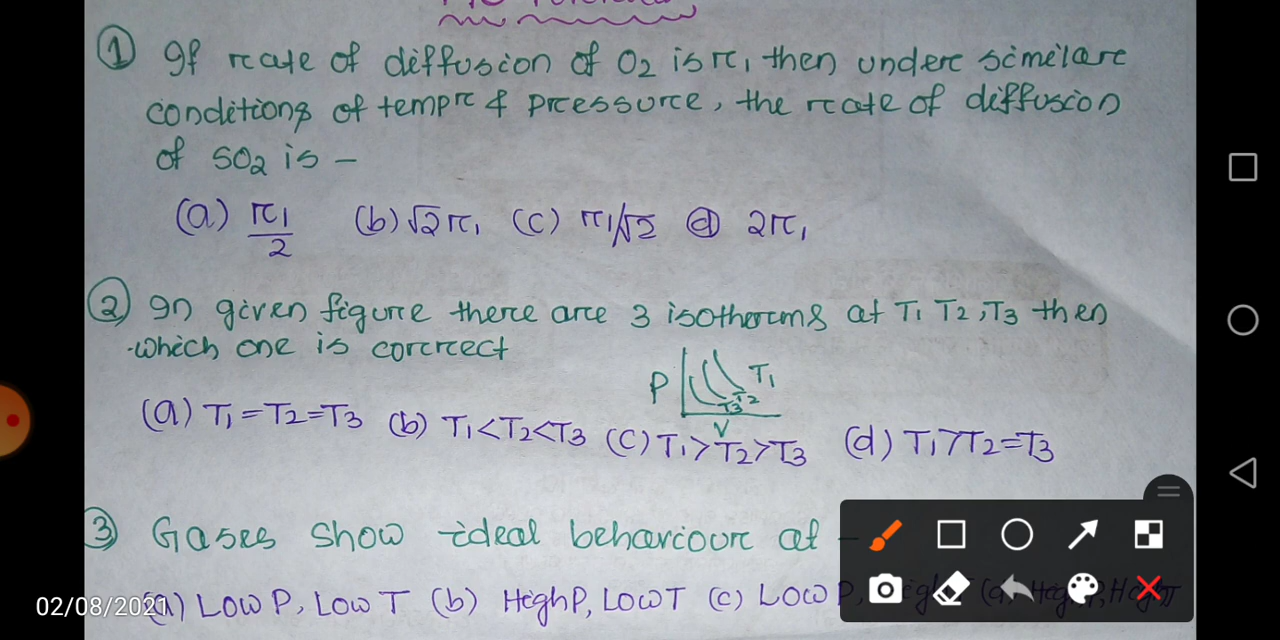 ① If rate of diffusion of O2 is r1 then under similar
conditions of tempr & pressure, the rate of diffusion
of SO2 is –
(a) r1/2 (b) √2r1 (c) r1/√2 (d) 2r1
② In given figure there are 3 isotherms at T1 T2, T3 then
which one is correct
P T1 T2 T3 V
(a) T1=T2=T3 (b) T1<T2<T3 (c) T1>T2>T3 (d) T1>T2=T3
③ Gases show ideal behaviour at –
(a) Low P, Low T (b) High P, Low T (c) Low P,
02/08/2021